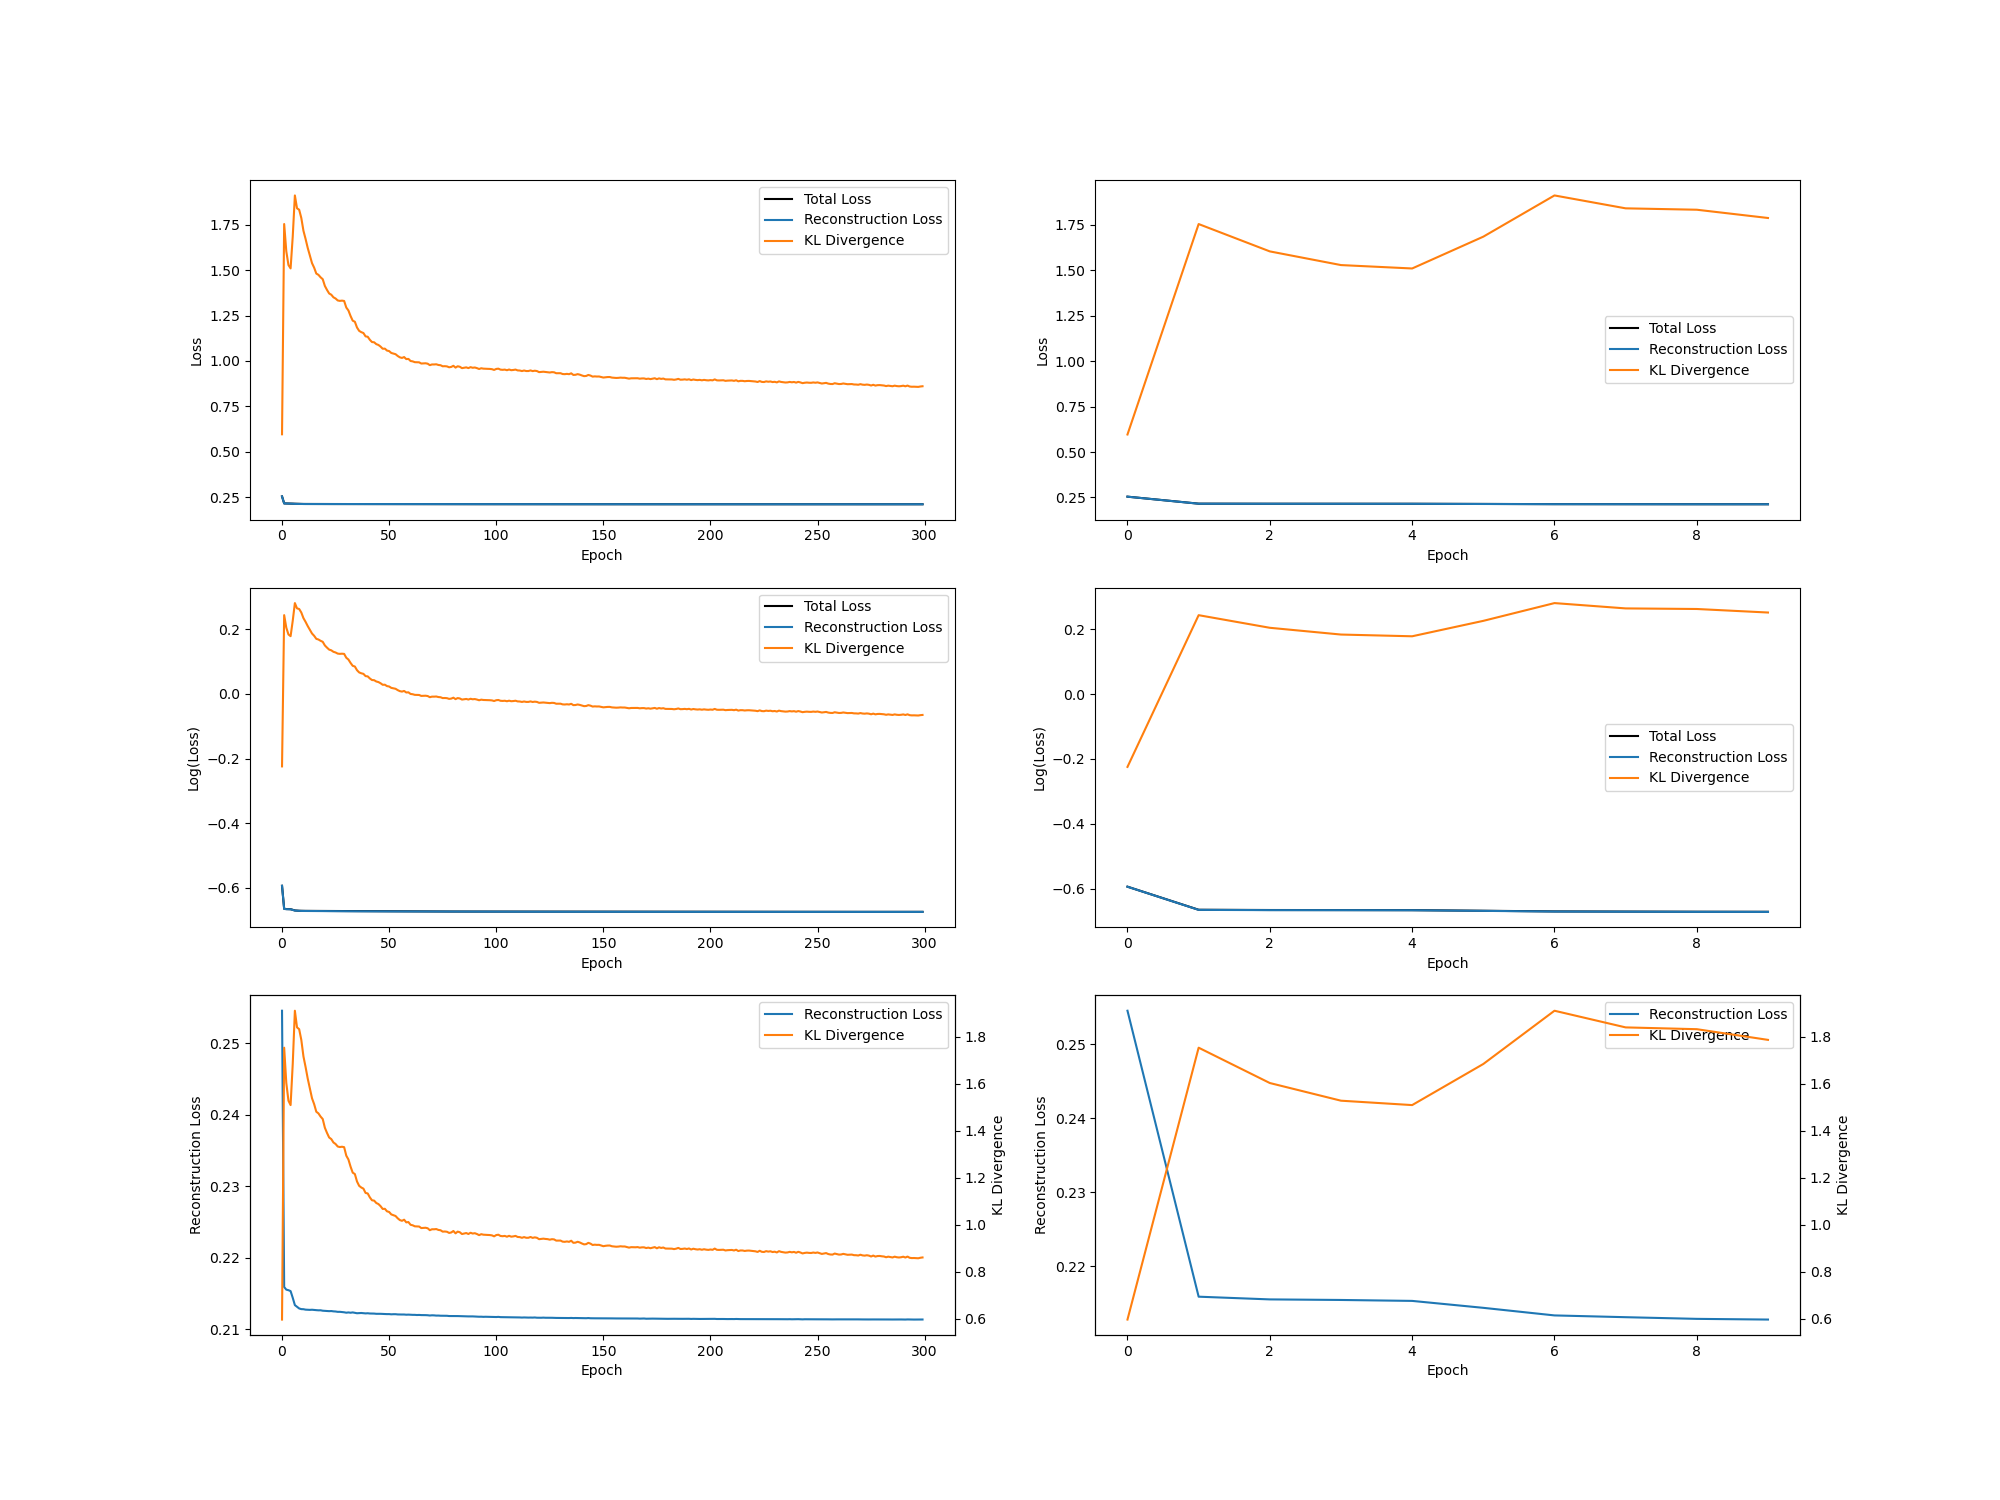 Total Loss
Reconstruction Loss
KL Divergence
1.75
1.50
1.25
1.00
0.75
0.50
0.25
Loss
0 50 100 150 200 250 300
Epoch
Total Loss
Reconstruction Loss
KL Divergence
1.75
1.50
1.25
1.00
0.75
0.50
0.25
Loss
0 2 4 6 8
Epoch
Total Loss
Reconstruction Loss
KL Divergence
0.2
0.0
−0.2
−0.4
−0.6
Log(Loss)
0 50 100 150 200 250 300
Epoch
Total Loss
Reconstruction Loss
KL Divergence
0.2
0.0
−0.2
−0.4
−0.6
Log(Loss)
0 2 4 6 8
Epoch
Reconstruction Loss
KL Divergence
0.25
0.24
0.23
0.22
0.21
Reconstruction Loss
1.8
1.6
1.4
1.2
1.0
0.8
0.6
KL Divergence
0 50 100 150 200 250 300
Epoch
Reconstruction Loss
KL Divergence
0.25
0.24
0.23
0.22
Reconstruction Loss
1.8
1.6
1.4
1.2
1.0
0.8
0.6
KL Divergence
0 2 4 6 8
Epoch